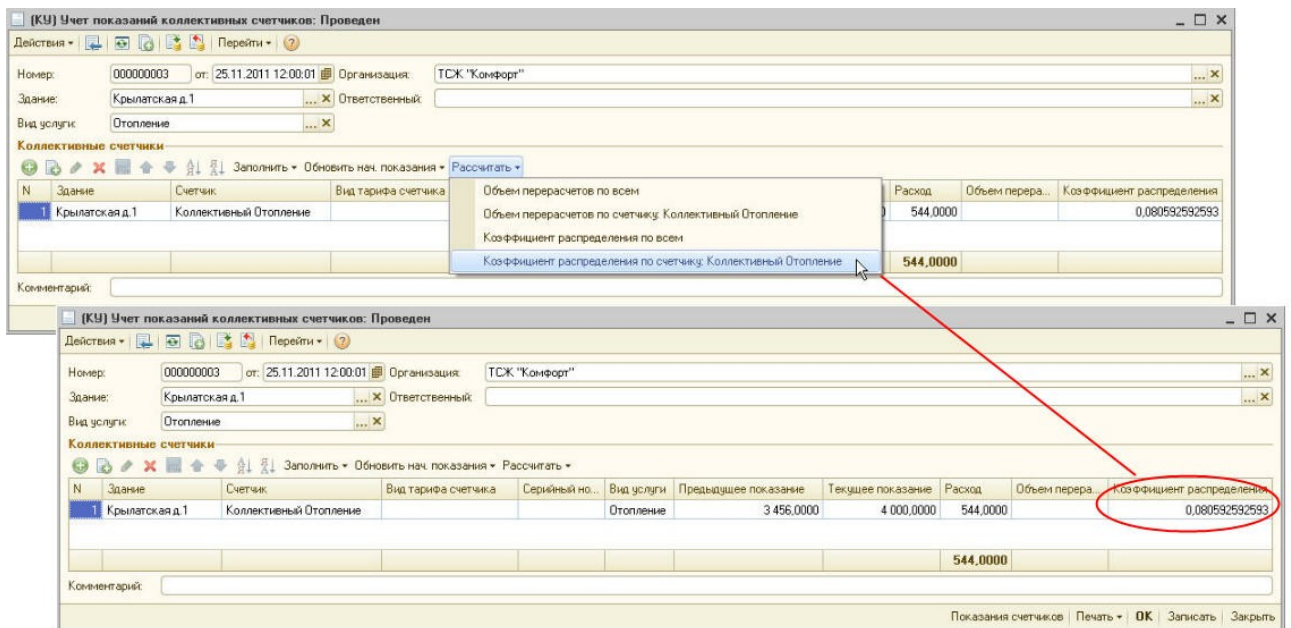 (КУ) Учет показаний коллективных счетчиков: Проведен
Действия Перейти
Номер: 000000003 от: 25.11.2011 12:00:01 Организация: ТСЖ "Комфорт" ... X
Здание: Крылатская д.1 ... X Ответственный: ... X
Вид услуги: Отопление ... X
Коллективные счетчики
Заполнить Обновить нач. показания Рассчитать
N Здание Счетчик Вид тарифа счетчика Расход Объем перера... Коэффициент распределения
1 Крылатская д.1 Коллективный Отопление 544,0000 0,080592592593
Объем перерасчетов по всем
Объем перерасчетов по счетчику: Коллективный Отопление
Коэффициент распределения по всем
Коэффициент распределения по счетчику: Коллективный Отопление
544,0000
Комментарий:
(КУ) Учет показаний коллективных счетчиков: Проведен
Действия Перейти
Номер: 000000003 от: 25.11.2011 12:00:01 Организация: ТСЖ "Комфорт" ... X
Здание: Крылатская д.1 ... X Ответственный: ... X
Вид услуги: Отопление ... X
Коллективные счетчики
Заполнить Обновить нач. показания Рассчитать
N Здание Счетчик Вид тарифа счетчика Серийный но... Вид услуги Предыдущее показание Текущее показание Расход Объем перера... Коэффициент распределения
1 Крылатская д.1 Коллективный Отопление Отопление 3 456,0000 4 000,0000 544,0000 0,080592592593
544,0000
Комментарий:
Показания счетчиков Печать OK Записать Закрыть